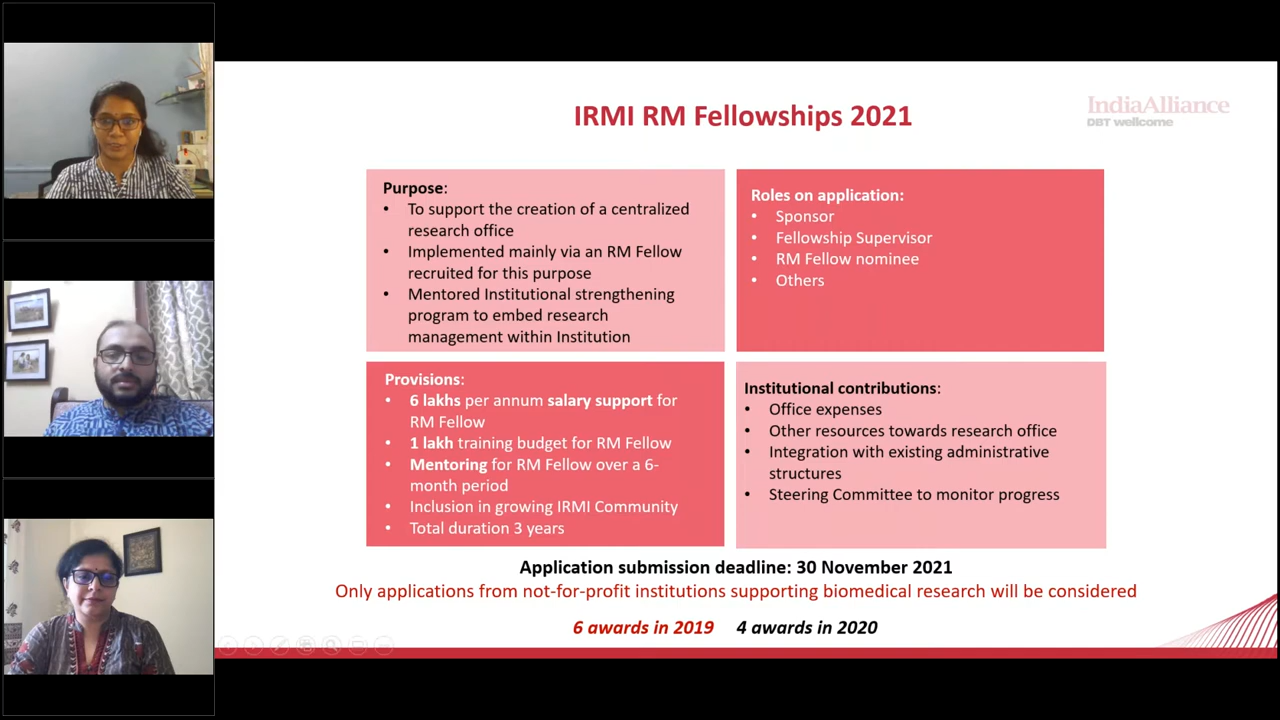 IRMI RM Fellowships 2021
IndiaAlliance
DBT wellcome
Purpose:
• To support the creation of a centralized
research office
• Implemented mainly via an RM Fellow
recruited for this purpose
• Mentored Institutional strengthening
program to embed research
management within Institution
Roles on application:
• Sponsor
• Fellowship Supervisor
• RM Fellow nominee
• Others
Provisions:
• 6 lakhs per annum salary support for
RM Fellow
• 1 lakh training budget for RM Fellow
• Mentoring for RM Fellow over a 6-
month period
• Inclusion in growing IRMI Community
• Total duration 3 years
Institutional contributions:
• Office expenses
• Other resources towards research office
• Integration with existing administrative
structures
• Steering Committee to monitor progress
Application submission deadline: 30 November 2021
Only applications from not-for-profit institutions supporting biomedical research will be considered
6 awards in 2019 4 awards in 2020